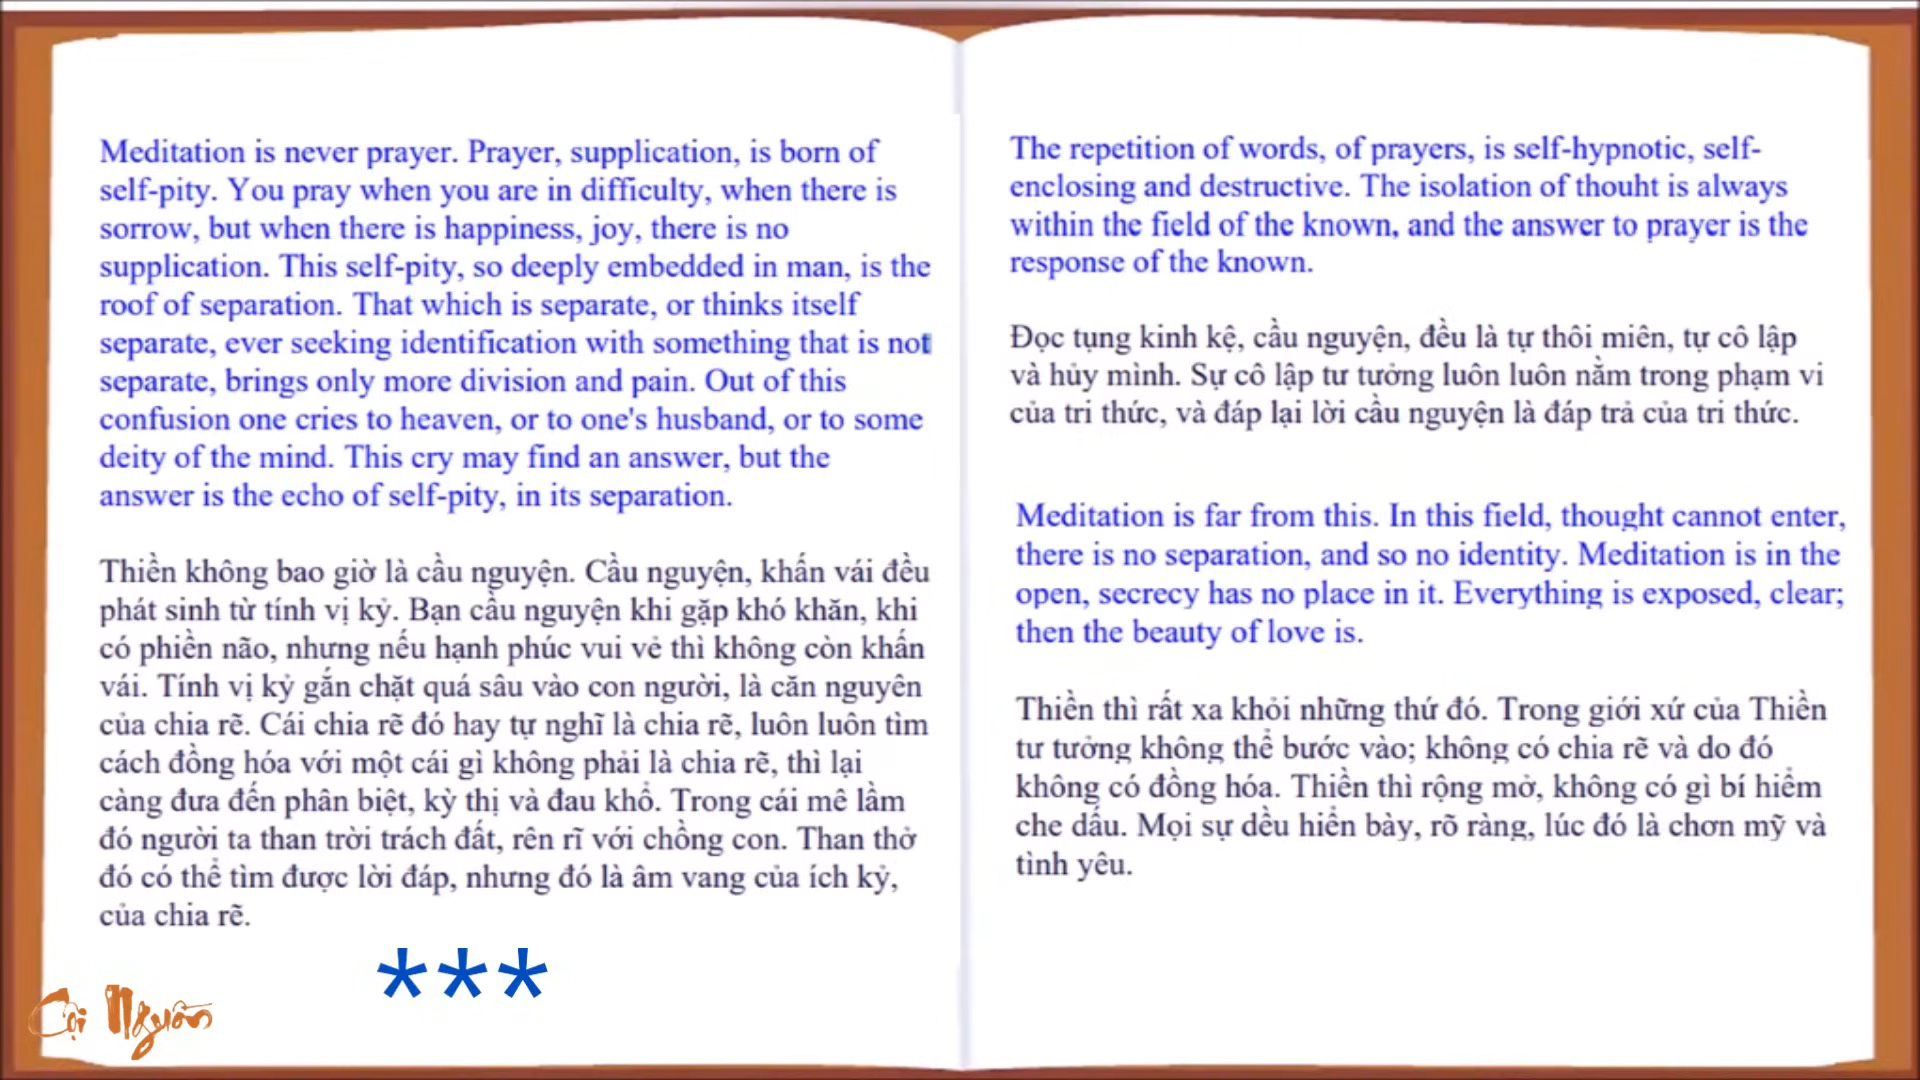 Meditation is never prayer. Prayer, supplication, is born of
self-pity. You pray when you are in difficulty, when there is
sorrow, but when there is happiness, joy, there is no
supplication. This self-pity, so deeply embedded in man, is the
roof of separation. That which is separate, or thinks itself
separate, ever seeking identification with something that is not
separate, brings only more division and pain. Out of this
confusion one cries to heaven, or to one's husband, or to some
deity of the mind. This cry may find an answer, but the
answer is the echo of self-pity, in its separation.
Thiền không bao giờ là cầu nguyện. Cầu nguyện, khấn vái đều
phát sinh từ tính vị kỷ. Bạn cầu nguyện khi gặp khó khăn, khi
có phiền não, nhưng nếu hạnh phúc vui vẻ thì không còn khấn
vái. Tính vị kỷ gắn chặt quá sâu vào con người, là căn nguyên
của chia rẽ. Cái chia rẽ đó hay tự nghĩ là chia rẽ, luôn luôn tìm
cách đồng hóa với một cái gì không phải là chia rẽ, thì lại
càng đưa đến phân biệt, kỳ thị và đau khổ. Trong cái mê lầm
đó người ta than trời trách đất, rên rĩ với chồng con. Than thở
đó có thể tìm được lời đáp, nhưng đó là âm vang của ích kỷ,
của chia rẽ.
***
Cội Nguồn
The repetition of words, of prayers, is self-hypnotic, self-
enclosing and destructive. The isolation of thouht is always
within the field of the known, and the answer to prayer is the
response of the known.
Đọc tụng kinh kệ, cầu nguyện, đều là tự thôi miên, tự cô lập
và hủy mình. Sự cô lập tư tưởng luôn luôn nằm trong phạm vi
của tri thức, và đáp lại lời cầu nguyện là đáp trả của tri thức.
Meditation is far from this. In this field, thought cannot enter,
there is no separation, and so no identity. Meditation is in the
open, secrecy has no place in it. Everything is exposed, clear;
then the beauty of love is.
Thiền thì rất xa khỏi những thứ đó. Trong giới xứ của Thiền
tư tưởng không thể bước vào; không có chia rẽ và do đó
không có đồng hóa. Thiền thì rộng mở, không có gì bí hiểm
che dấu. Mọi sự dều hiển bày, rõ ràng, lúc đó là chơn mỹ và
tình yêu.